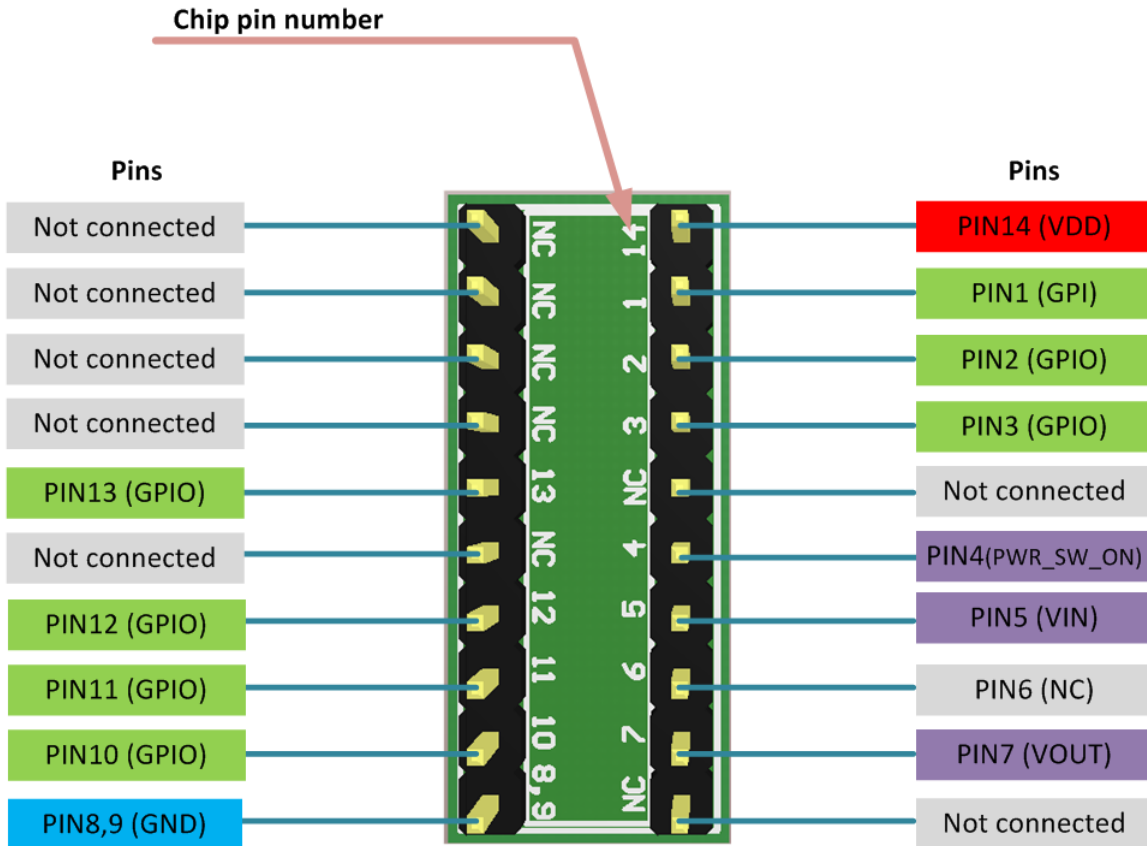 Chip pin number
Pins
Not connected
Not connected
Not connected
Not connected
PIN13 (GPIO)
Not connected
PIN12 (GPIO)
PIN11 (GPIO)
PIN10 (GPIO)
PIN8,9 (GND)
NC
NC
NC
NC
13
NC
12
11
10
8,9
14
1
2
3
NC
4
5
6
7
NC
Pins
PIN14 (VDD)
PIN1 (GPI)
PIN2 (GPIO)
PIN3 (GPIO)
Not connected
PIN4(PWR_SW_ON)
PIN5 (VIN)
PIN6 (NC)
PIN7 (VOUT)
Not connected